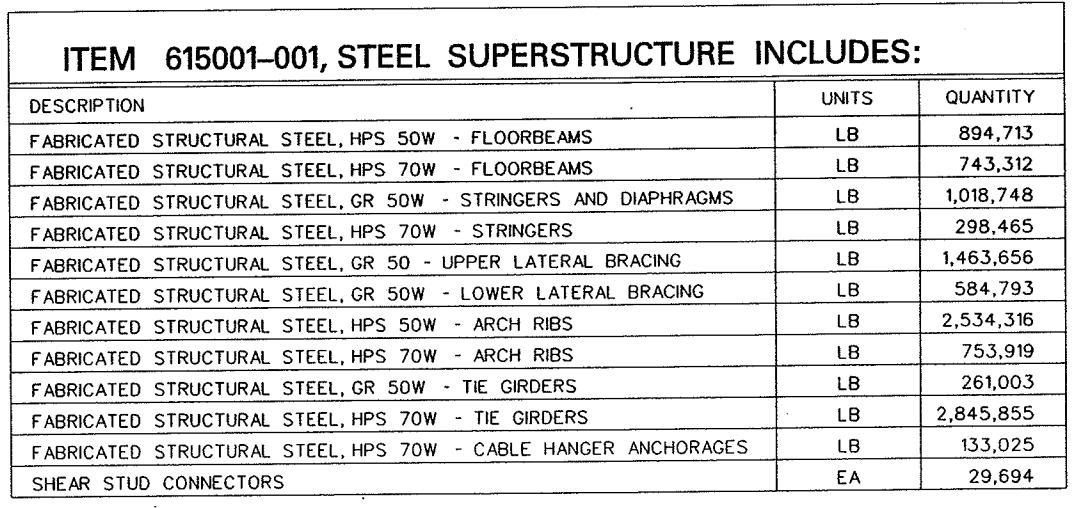 ITEM 615001-001, STEEL SUPERSTRUCTURE INCLUDES:
DESCRIPTION UNITS QUANTITY
FABRICATED STRUCTURAL STEEL, HPS 50W - FLOORBEAMS LB 894,713
FABRICATED STRUCTURAL STEEL, HPS 70W - FLOORBEAMS LB 743,312
FABRICATED STRUCTURAL STEEL, GR 50W - STRINGERS AND DIAPHRAGMS LB 1,018,748
FABRICATED STRUCTURAL STEEL, HPS 70W - STRINGERS LB 298,465
FABRICATED STRUCTURAL STEEL, GR 50 - UPPER LATERAL BRACING LB 1,463,656
FABRICATED STRUCTURAL STEEL, GR 50W - LOWER LATERAL BRACING LB 584,793
FABRICATED STRUCTURAL STEEL, HPS 50W - ARCH RIBS LB 2,534,316
FABRICATED STRUCTURAL STEEL, HPS 70W - ARCH RIBS LB 753,919
FABRICATED STRUCTURAL STEEL, GR 50W - TIE GIRDERS LB 261,003
FABRICATED STRUCTURAL STEEL, HPS 70W - TIE GIRDERS LB 2,845,855
FABRICATED STRUCTURAL STEEL, HPS 70W - CABLE HANGER ANCHORAGES LB 133,025
SHEAR STUD CONNECTORS EA 29,694